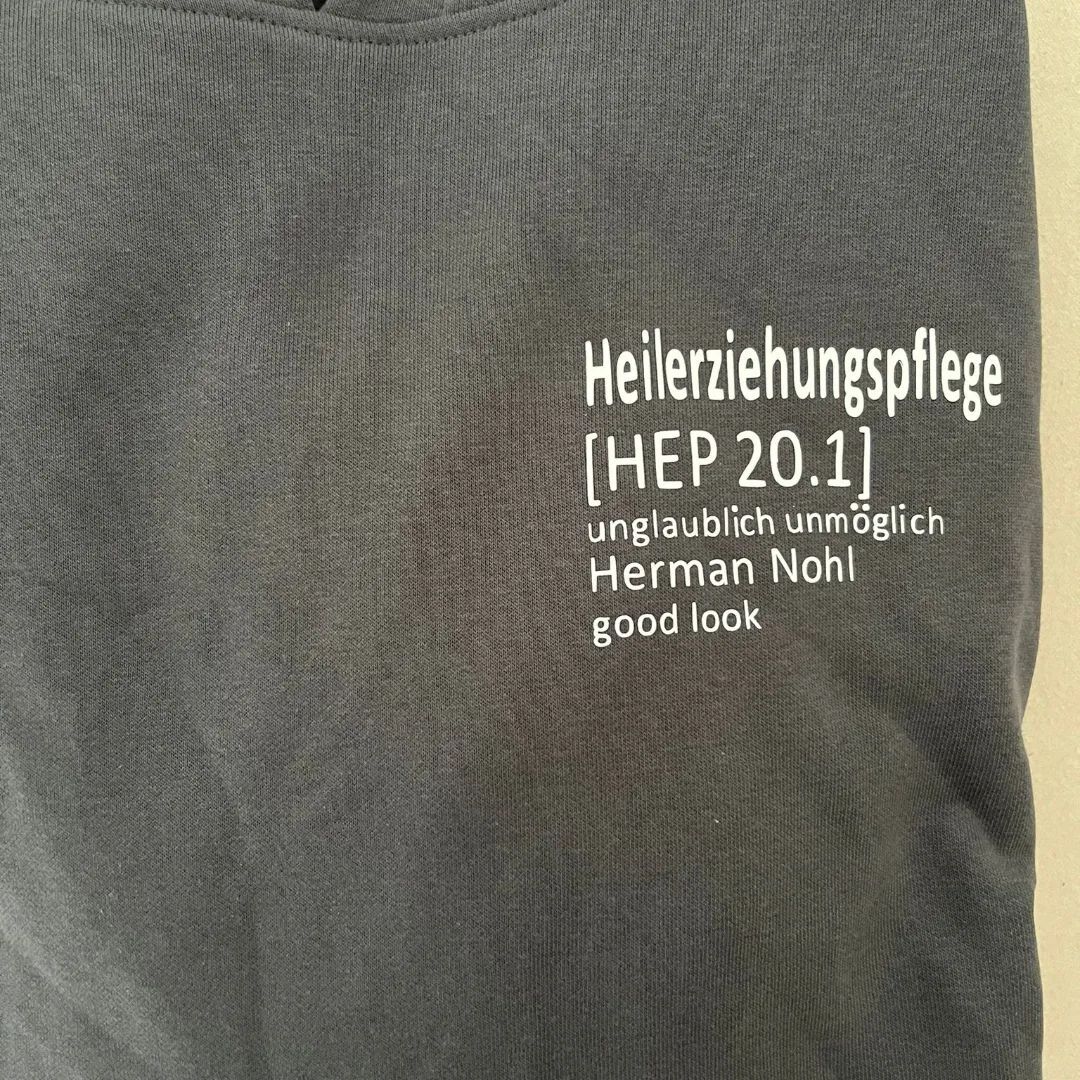 Heilerziehungspflege
[HEP 20.1]
unglaublich unmöglich
Herman Nohl
good look